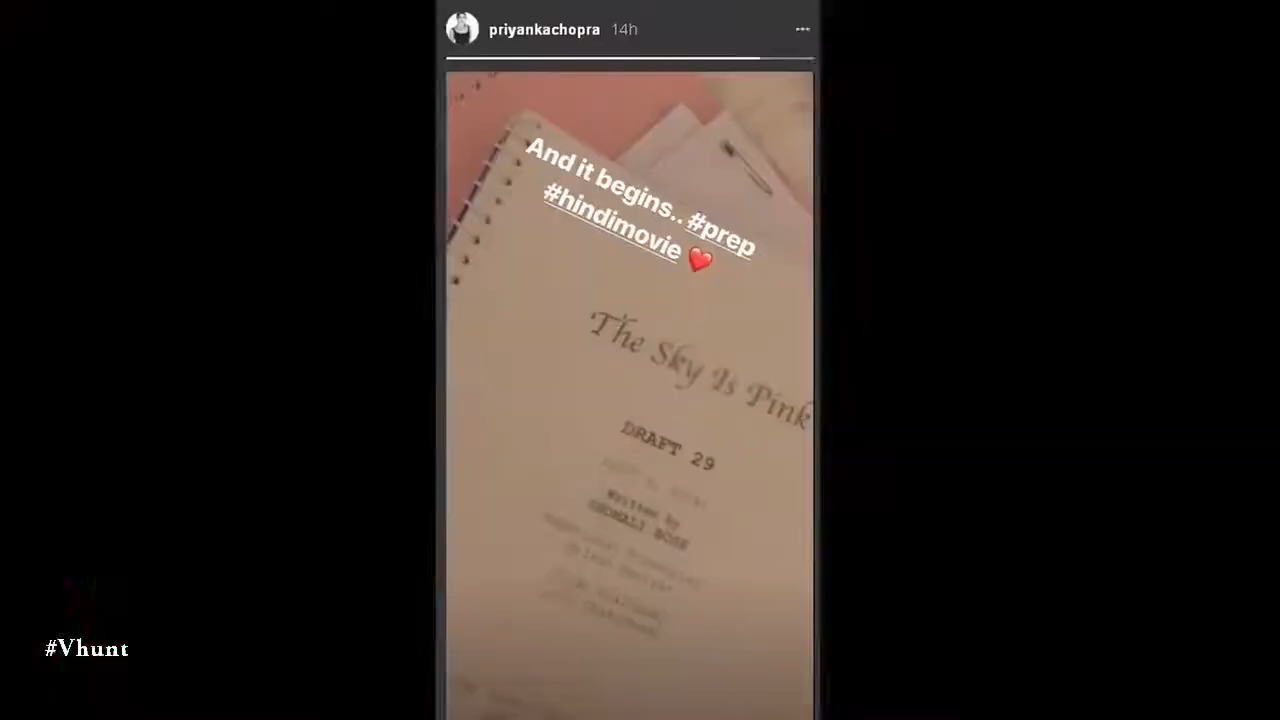 priyankachopra 14h
And it begins.. #prep
#hindimovie ❤️
The Sky Is Pink
DRAFT 29
Written by
SHONALI BOSE
#Vhunt